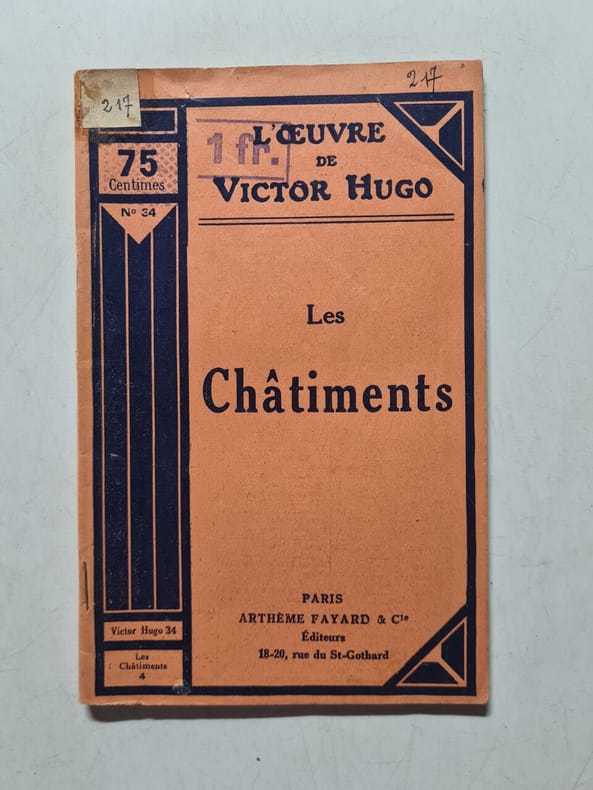 217
217
75
Centimes
1 fr.
L'ŒUVRE
DE
VICTOR HUGO
Nº 34
Les
Châtiments
PARIS
ARTHÈME FAYARD & Cie
Éditeurs
18-20, rue du St-Gothard
Victor Hugo 34
Les
Châtiments
4